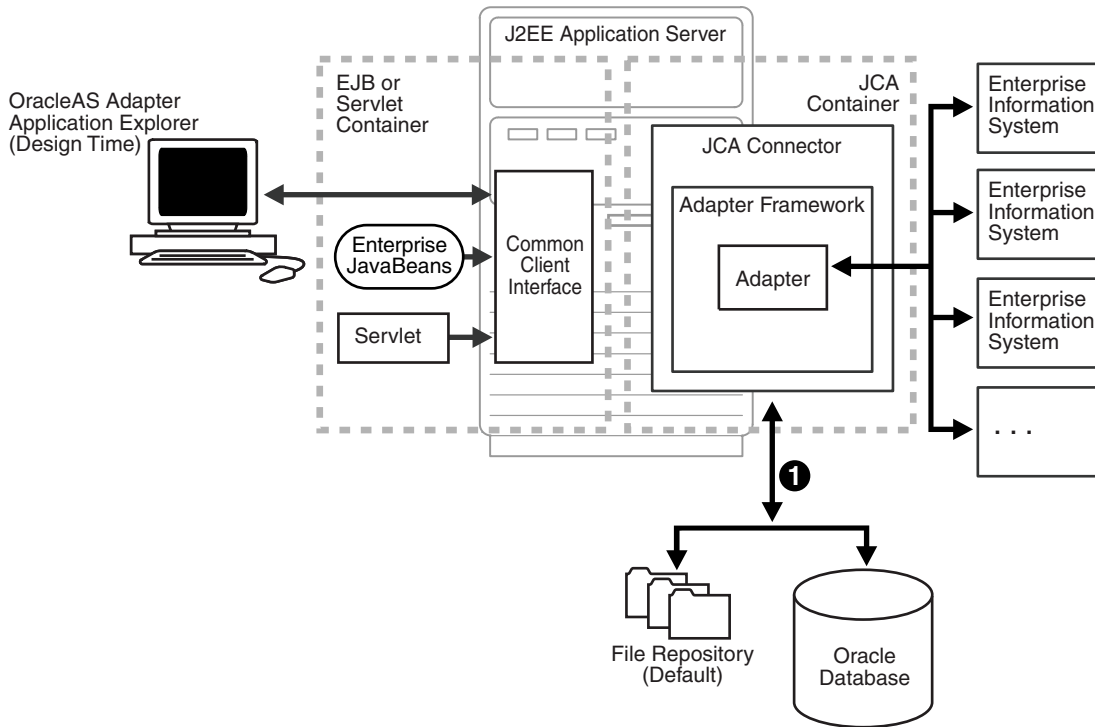 J2EE Application Server
EJB or
Servlet
Container
JCA
Container
OracleAS Adapter
Application Explorer
(Design Time)
Enterprise
Information
System
JCA Connector
Adapter Framework
Enterprise
Information
System
Enterprise
JavaBeans
Common
Client
Interface
Adapter
Enterprise
Information
System
Servlet
. . .
1
File Repository
(Default)
Oracle
Database